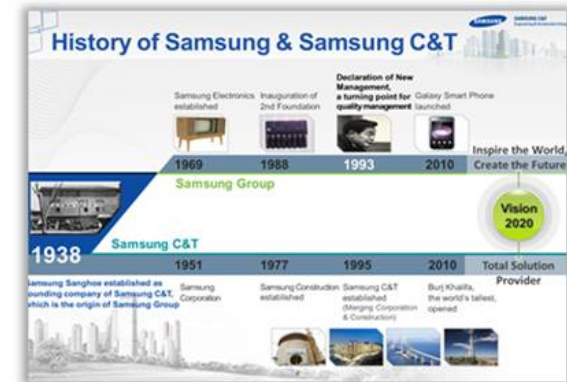 SAMSUNG
SAMSUNG C&T
History of Samsung & Samsung C&T
Samsung Electronics
established
Inauguration of
2nd Foundation
Declaration of New
Management,
a turning point for
quality management
Galaxy Smart Phone
launched
1969
1988
1993
2010
Inspire the World,
Create the Future
Samsung Group
Vision
2020
1938
Samsung C&T
1951
1977
1995
2010
Total Solution
Provider
Samsung Sanghoe established as
founding company of Samsung C&T,
which is the origin of Samsung Group
Samsung
Corporation
Samsung Construction
established
Samsung C&T
established
(Merging Corporation
& Construction)
Burj Khalifa,
the world's tallest,
opened